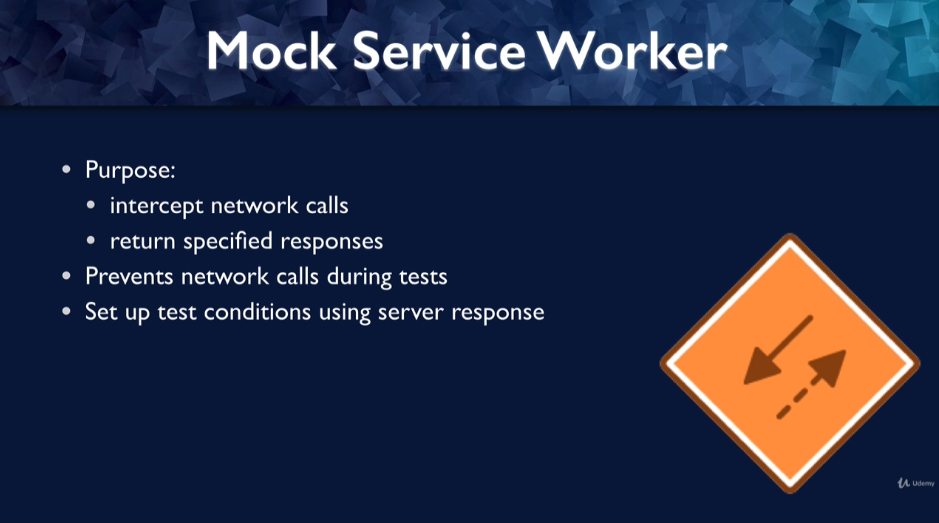 Mock Service Worker
• Purpose:
• intercept network calls
• return specified responses
• Prevents network calls during tests
• Set up test conditions using server response
Udemy